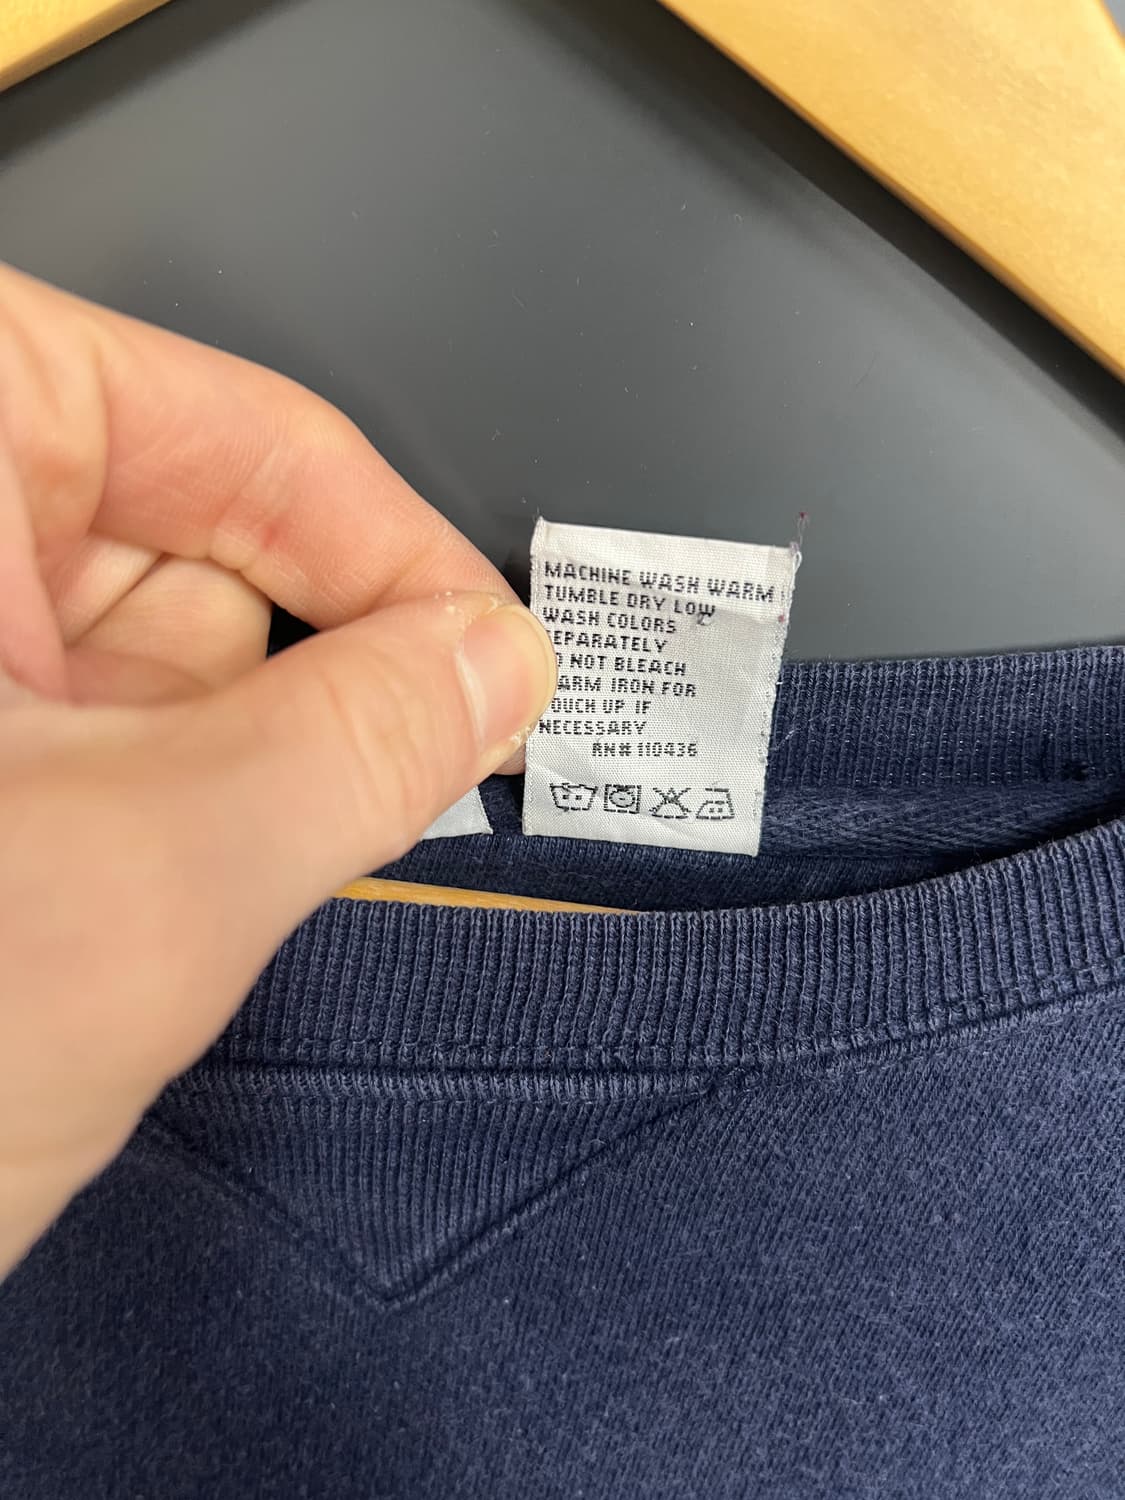 MACHINE WASH WARM
TUMBLE DRY LOW
WASH COLORS
EPARATELY
O NOT BLEACH
ARM IRON FOR
OUCH UP IF
NECESSARY
RN# 110436